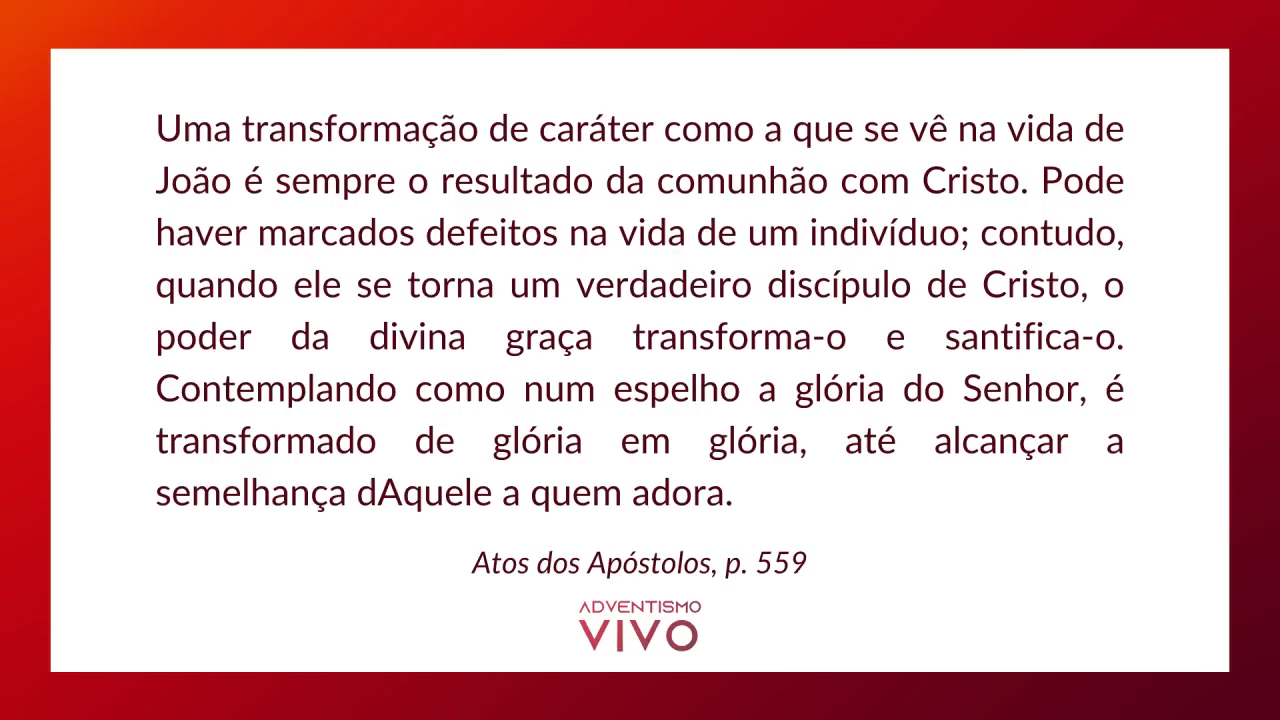 Uma transformação de caráter como a que se vê na vida de
João é sempre o resultado da comunhão com Cristo. Pode
haver marcados defeitos na vida de um indivíduo; contudo,
quando ele se torna um verdadeiro discípulo de Cristo, o
poder da divina graça transforma-o e santifica-o.
Contemplando como num espelho a glória do Senhor, é
transformado de glória em glória, até alcançar a
semelhança dAquele a quem adora.
Atos dos Apóstolos, p. 559
ADVENTISMO
VIVO